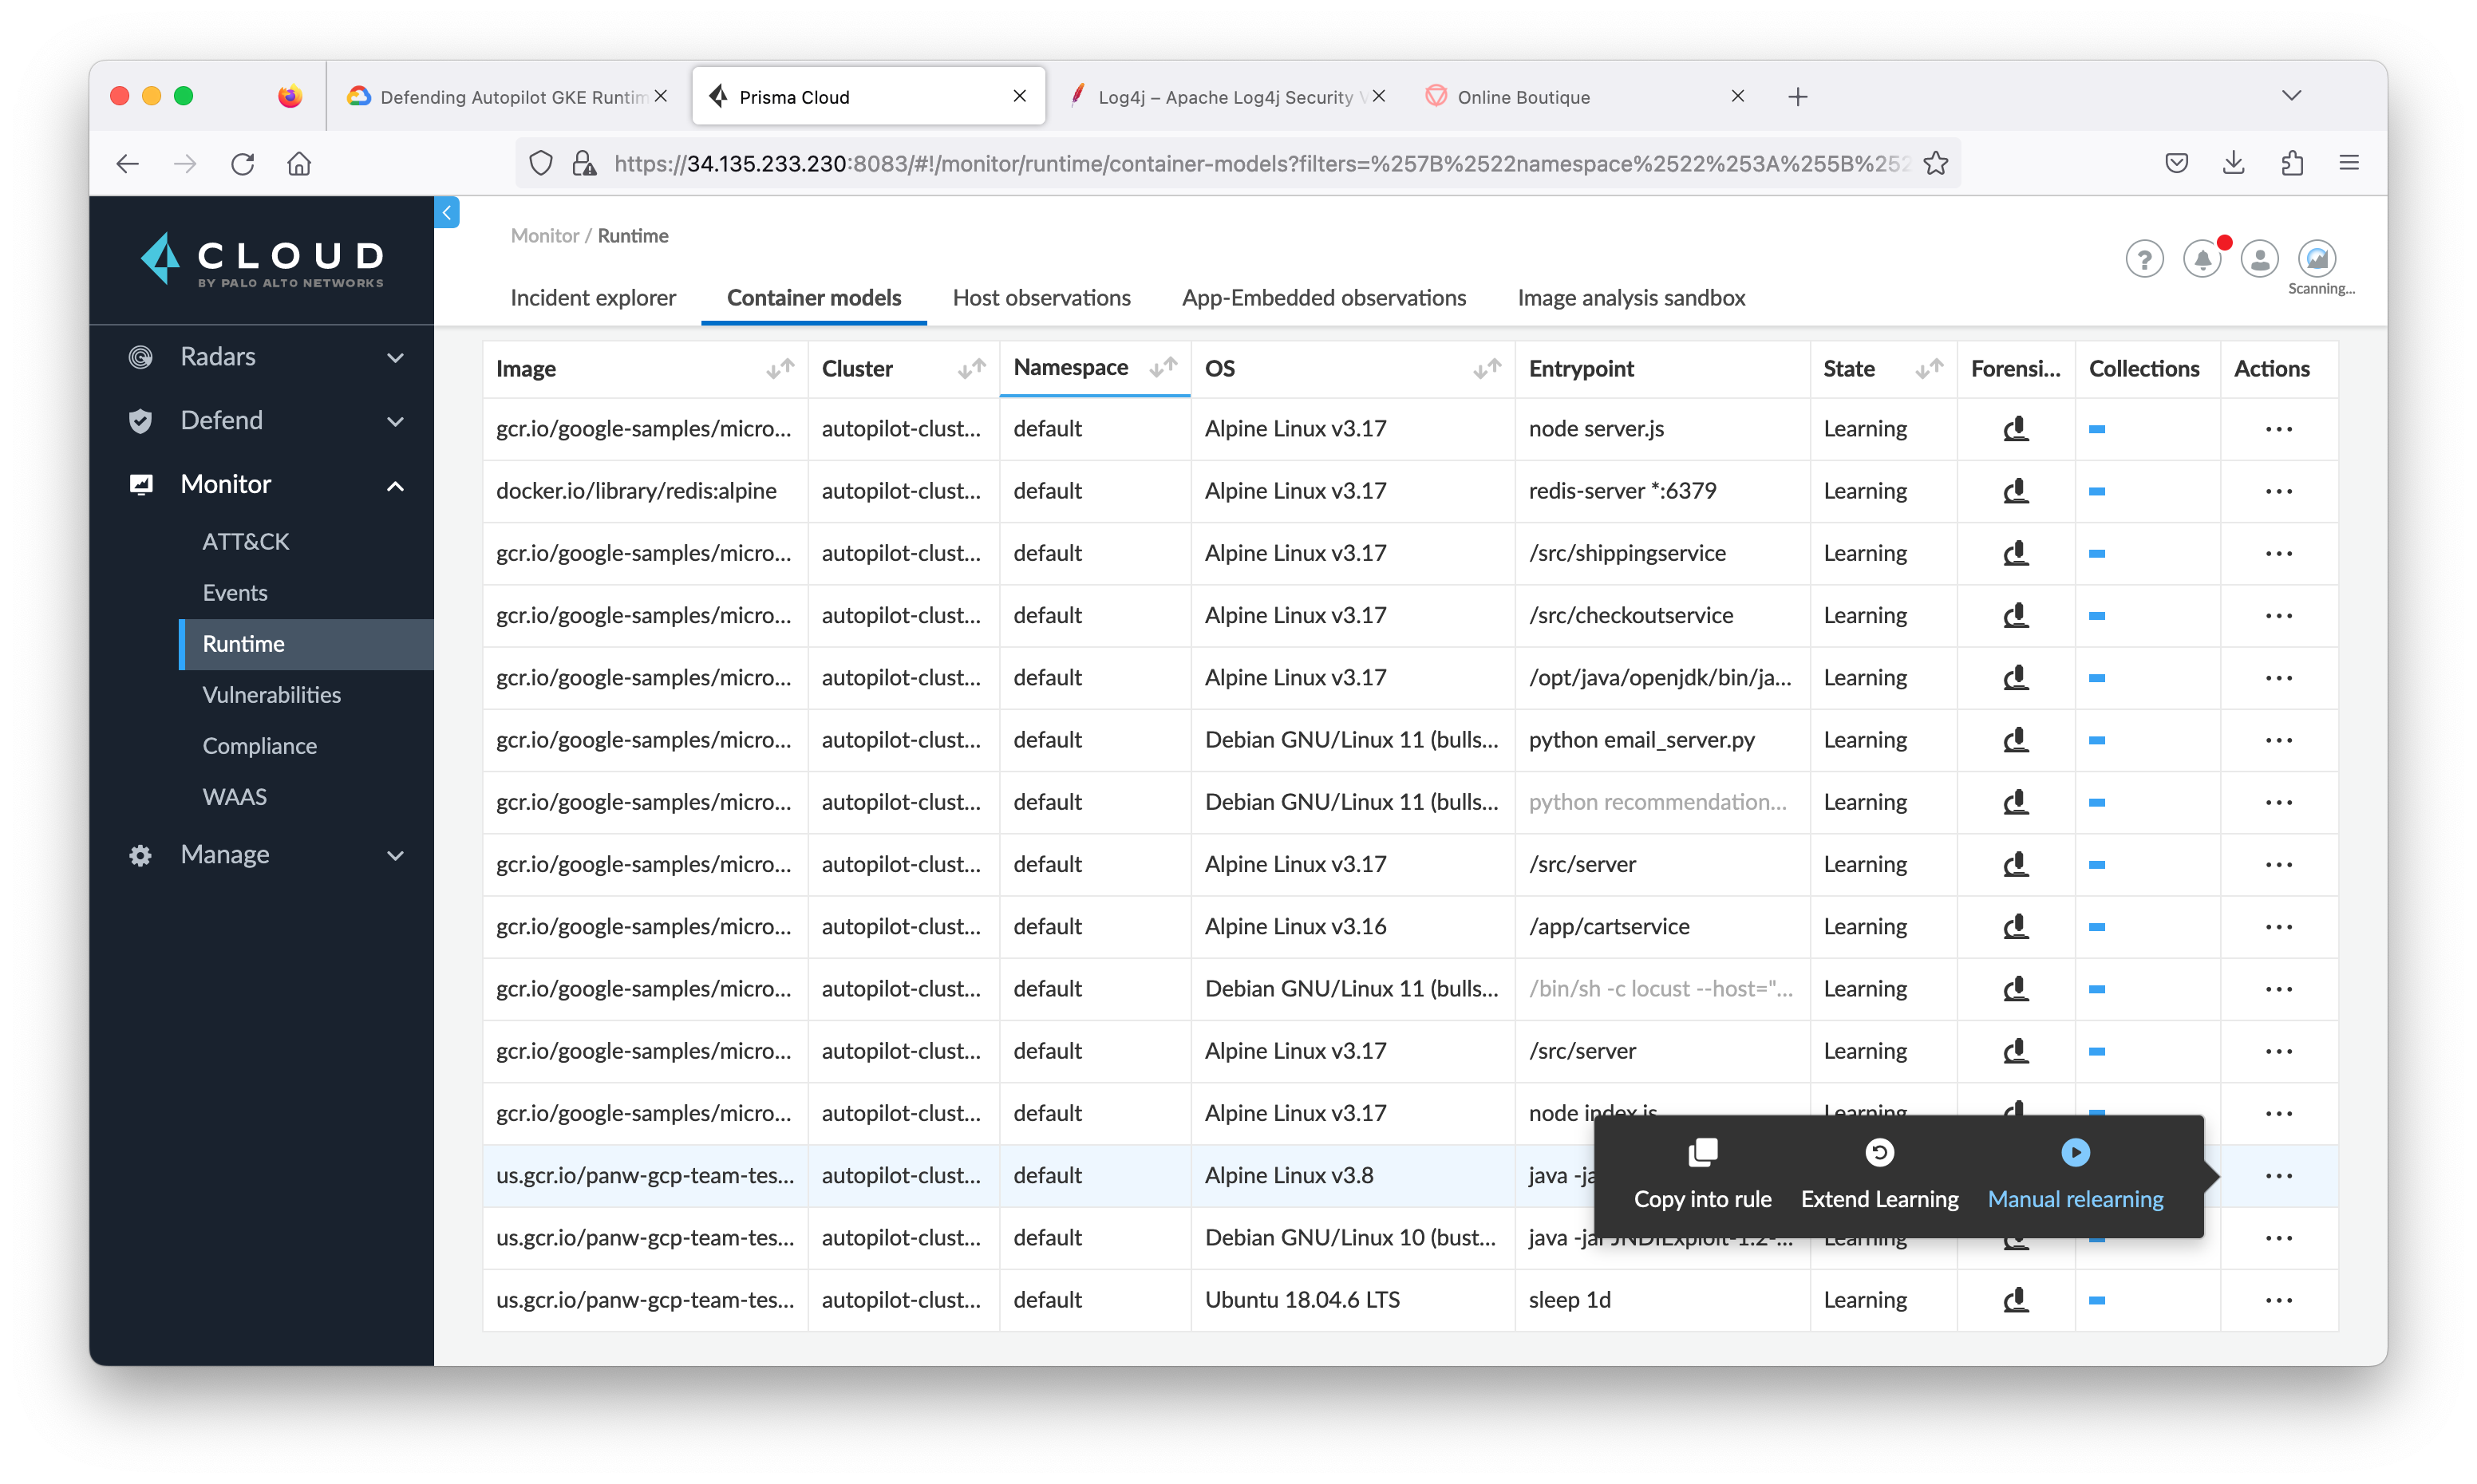 Defending Autopilot GKE Runtim
Prisma Cloud
Log4j – Apache Log4j Security V
Online Boutique
https://34.135.233.230:8083/#!/monitor/runtime/container-models?filters=%257B%2522namespace%2522%253A%255B%252
CLOUD
BY PALO ALTO NETWORKS
Radars
Defend
Monitor
ATT&CK
Events
Runtime
Vulnerabilities
Compliance
WAAS
Manage
Monitor / Runtime
Scanning...
Incident explorer Container models Host observations App-Embedded observations Image analysis sandbox
Image Cluster Namespace OS Entrypoint State Forensi... Collections Actions
gcr.io/google-samples/micro... autopilot-clust... default Alpine Linux v3.17 node server.js Learning
docker.io/library/redis:alpine autopilot-clust... default Alpine Linux v3.17 redis-server *:6379 Learning
gcr.io/google-samples/micro... autopilot-clust... default Alpine Linux v3.17 /src/shippingservice Learning
gcr.io/google-samples/micro... autopilot-clust... default Alpine Linux v3.17 /src/checkoutservice Learning
gcr.io/google-samples/micro... autopilot-clust... default Alpine Linux v3.17 /opt/java/openjdk/bin/ja... Learning
gcr.io/google-samples/micro... autopilot-clust... default Debian GNU/Linux 11 (bulls... python email_server.py Learning
gcr.io/google-samples/micro... autopilot-clust... default Debian GNU/Linux 11 (bulls... python recommendation... Learning
gcr.io/google-samples/micro... autopilot-clust... default Alpine Linux v3.17 /src/server Learning
gcr.io/google-samples/micro... autopilot-clust... default Alpine Linux v3.16 /app/cartservice Learning
gcr.io/google-samples/micro... autopilot-clust... default Debian GNU/Linux 11 (bulls... /bin/sh -c locust --host="... Learning
gcr.io/google-samples/micro... autopilot-clust... default Alpine Linux v3.17 /src/server Learning
gcr.io/google-samples/micro... autopilot-clust... default Alpine Linux v3.17 node index.js Learning
us.gcr.io/panw-gcp-team-tes... autopilot-clust... default Alpine Linux v3.8 java -ja
Copy into rule Extend Learning Manual relearning
us.gcr.io/panw-gcp-team-tes... autopilot-clust... default Debian GNU/Linux 10 (bust... java -jar JNDIExploit-1.2-... Learning
us.gcr.io/panw-gcp-team-tes... autopilot-clust... default Ubuntu 18.04.6 LTS sleep 1d Learning